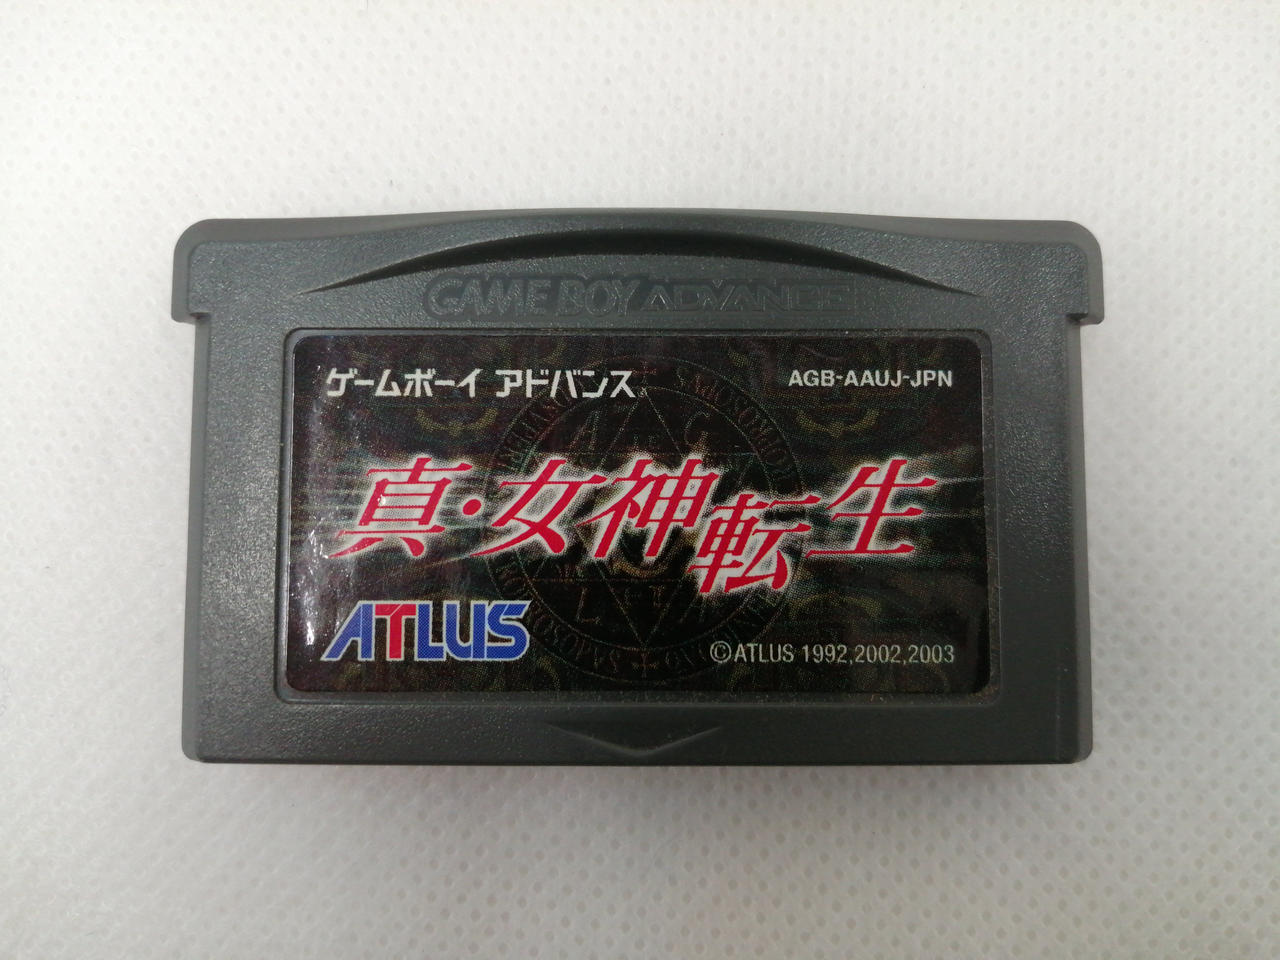 GAME BOY ADVANCE
ゲームボーイ アドバンス
AGB-AAUJ-JPN
真・女神転生
ATLUS
©ATLUS 1992,2002,2003